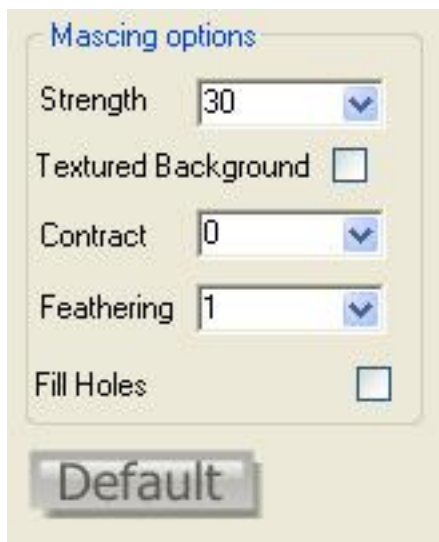 Mascing options
Strength 30
Textured Background
Contract 0
Feathering 1
Fill Holes
Default